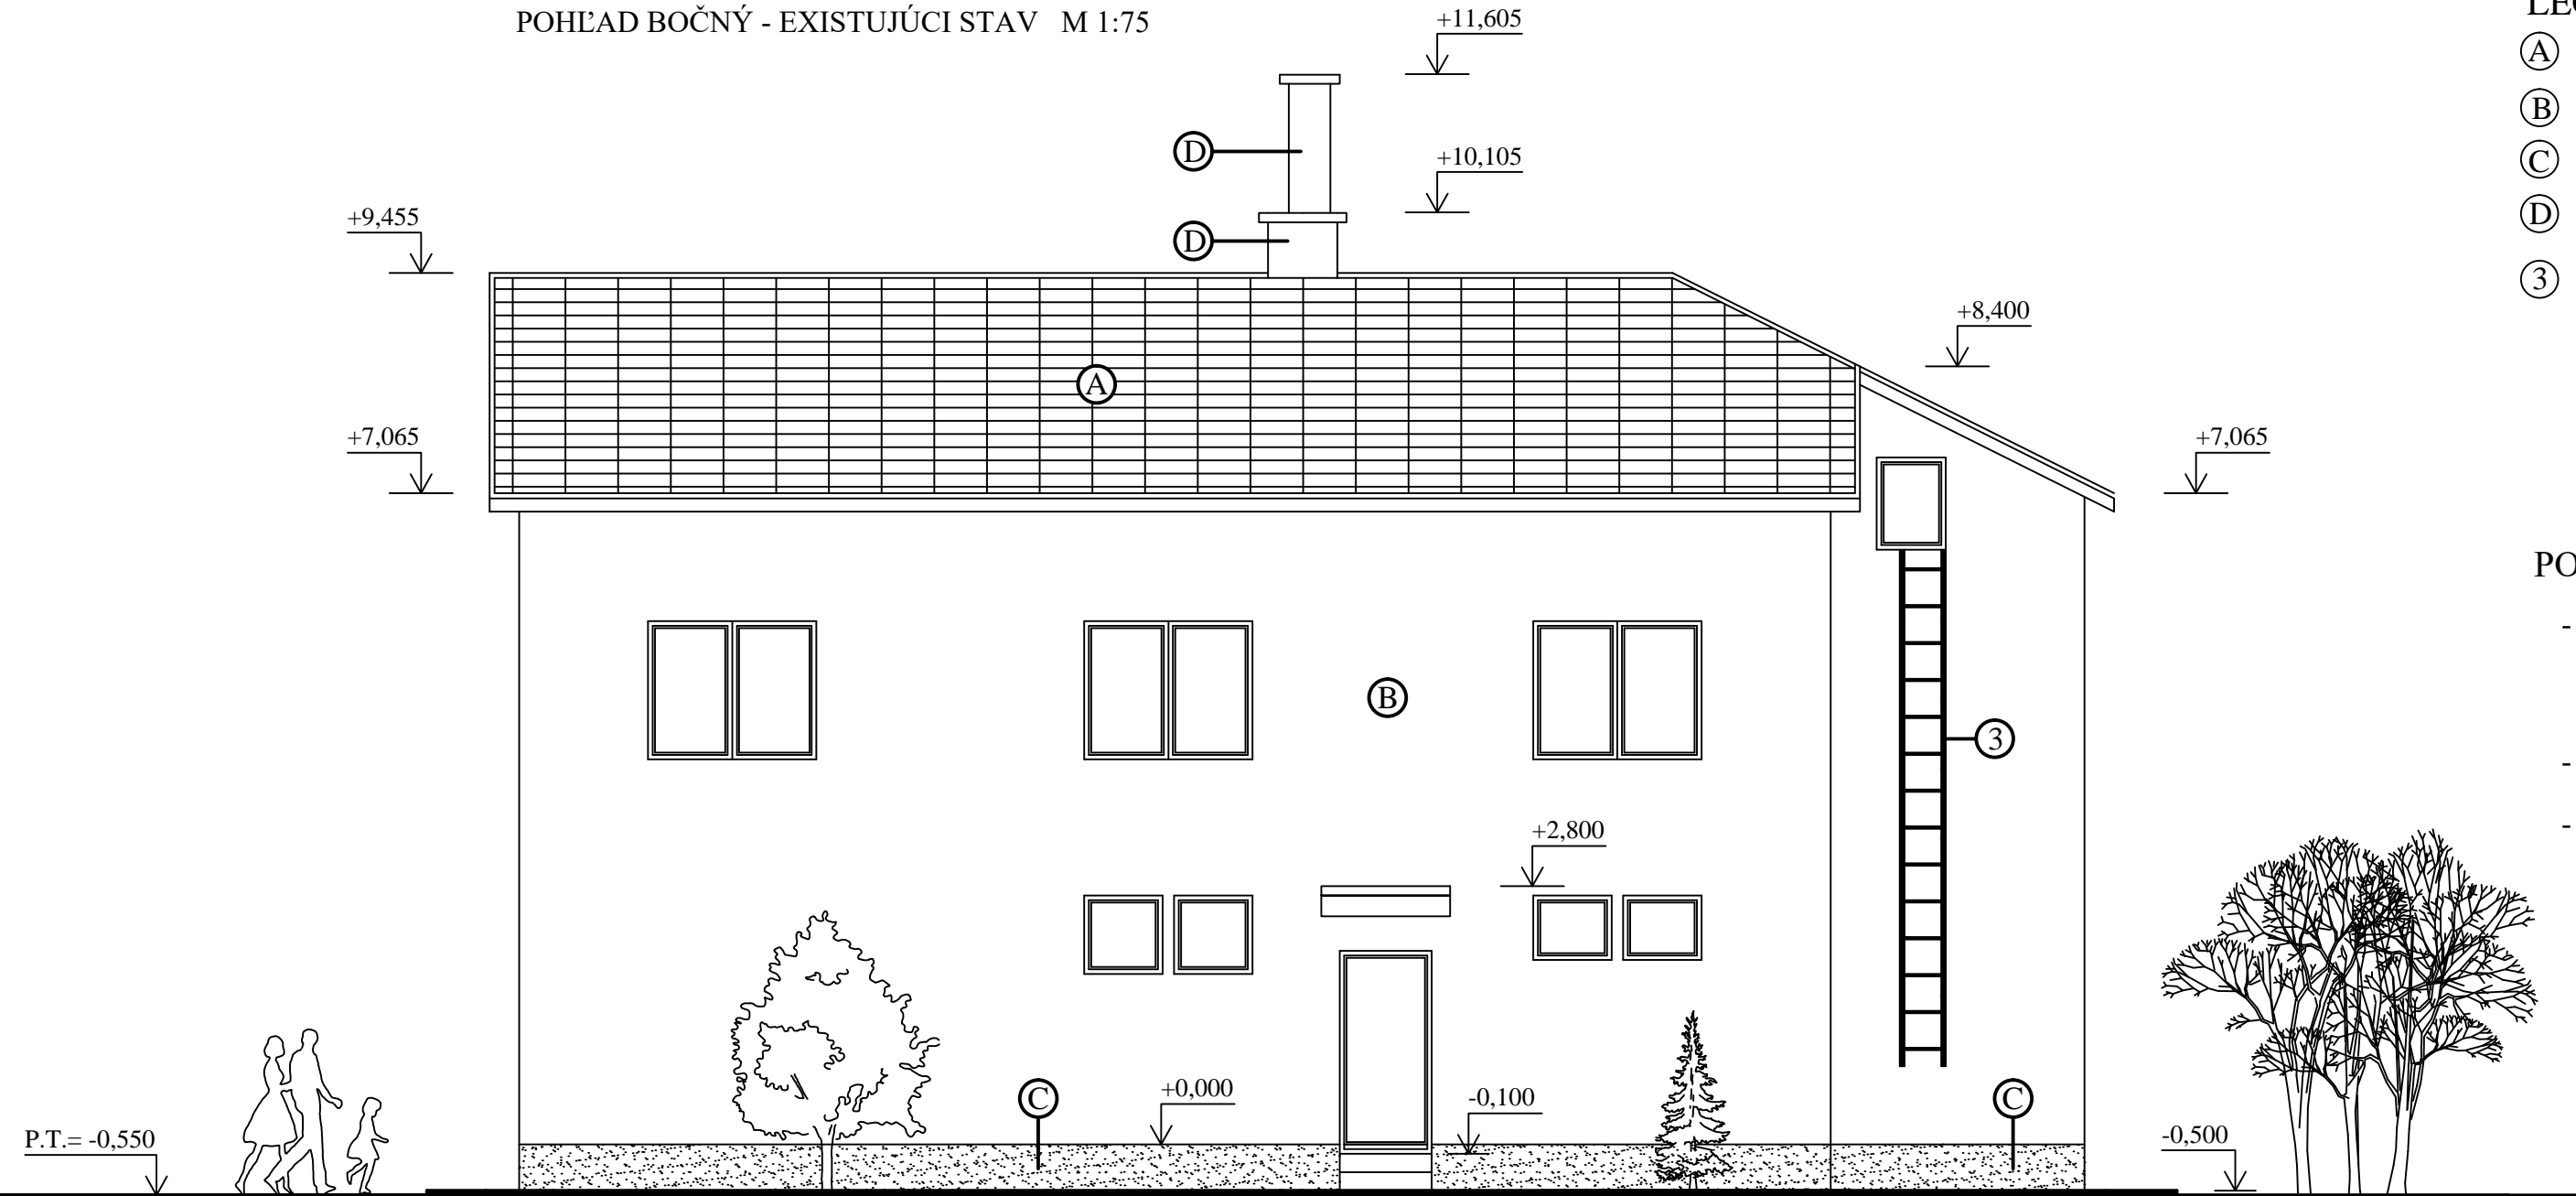 POHĽAD BOČNÝ - EXISTUJÚCI STAV M 1:75
+11,605
A
B
D
+10,105
C
+9,455
D
D
3
+8,400
A
+7,065
+7,065
PO
-
B
3
-
+2,800
-
C
+0,000
-0,100
C
P.T.= -0,550
-0,500